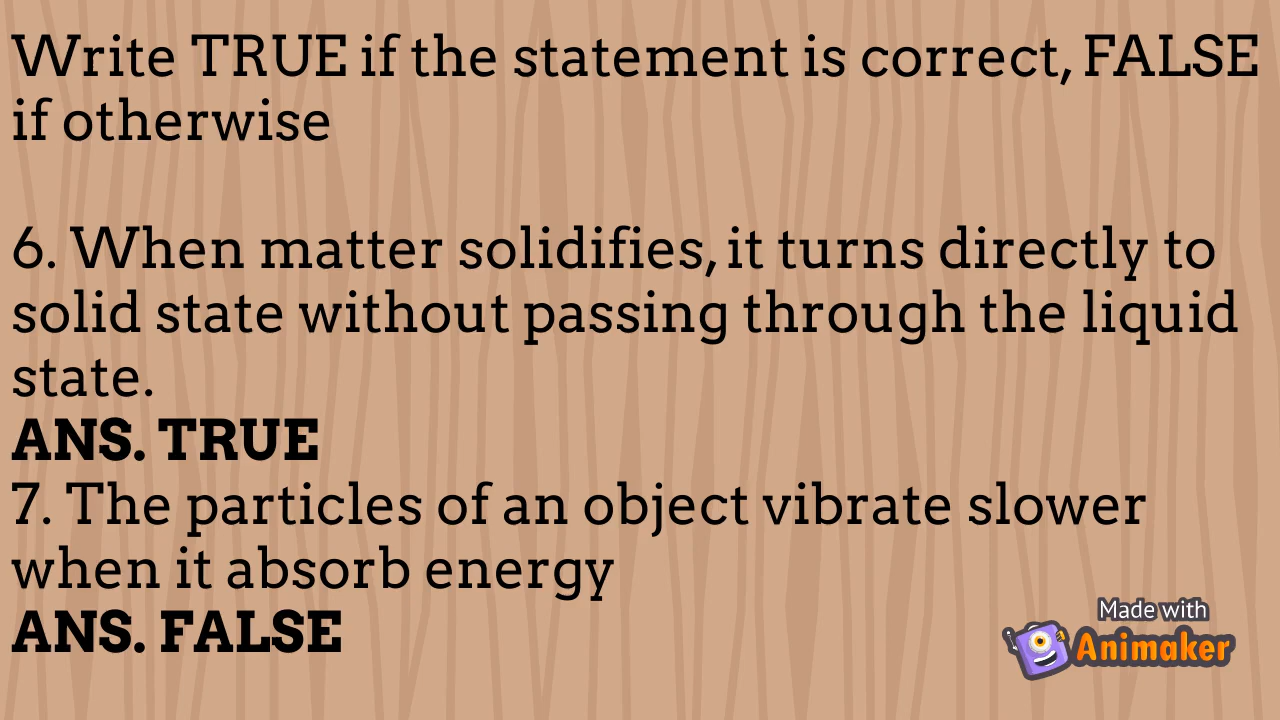 Write TRUE if the statement is correct, FALSE
if otherwise
6. When matter solidifies, it turns directly to
solid state without passing through the liquid
state.
ANS. TRUE
7. The particles of an object vibrate slower
when it absorb energy
ANS. FALSE
Made with
Animaker